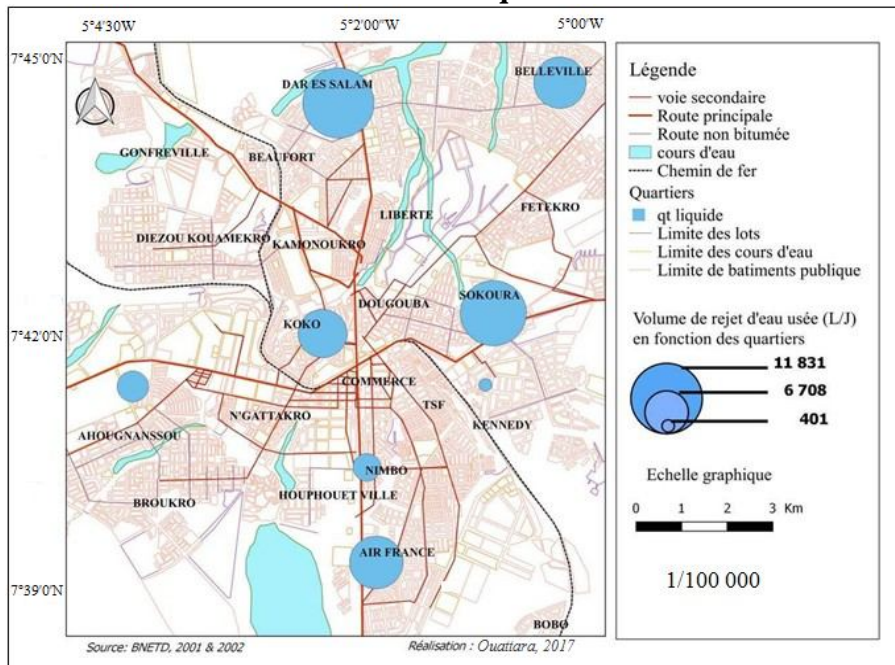 5°4'30"W
5°2'00"W
5°00'W
7°45'0"N
7°42'0"N
7°39'0"N
DAR ES SALAM
BELLEVILLE
GONFREVILLE
BEAUFORT
LIBERTE
FETEKRO
DIEZOU KOUAMEKRO
KAMONOUKRO
SOKOURA
DOUGOUBA
KOKO
COMMERCE
TSF
N'GATTAKRO
KENNEDY
AHOUGNANSSOU
NIMBO
HOUPHOUET VILLE
BROUKRO
AIR FRANCE
BOBO
Source: BNETD, 2001 & 2002
Réalisation : Ouattara, 2017
Légende
voie secondaire
Route principale
Route non bitumée
cours d'eau
Chemin de fer
Quartiers
qt liquide
Limite des lots
Limite des cours d'eau
Limite de batiments publique
Volume de rejet d'eau usée (L/J)
en fonction des quartiers
11 831
6 708
401
Echelle graphique
0 1 2 3 Km
1/100 000